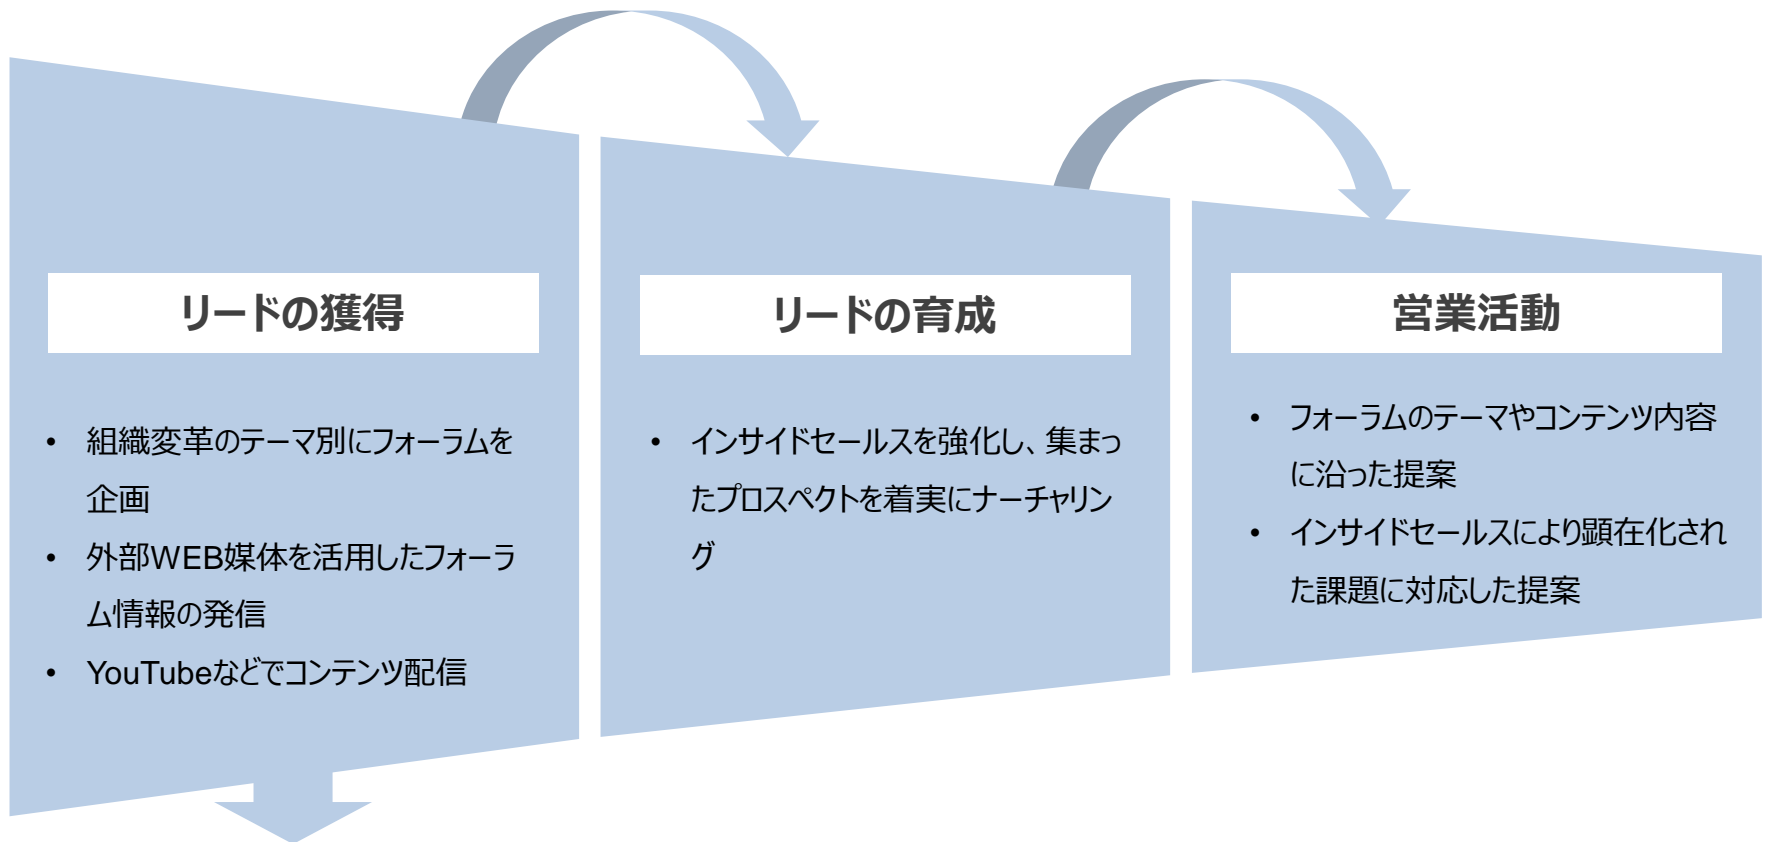 リードの獲得
• 組織変革のテーマ別にフォーラムを
企画
• 外部WEB媒体を活用したフォーラ
ム情報の発信
• YouTubeなどでコンテンツ配信
リードの育成
• インサイドセールスを強化し、集まっ
たプロスペクトを着実にナーチャリン
グ
営業活動
• フォーラムのテーマやコンテンツ内容
に沿った提案
• インサイドセールスにより顕在化され
た課題に対応した提案